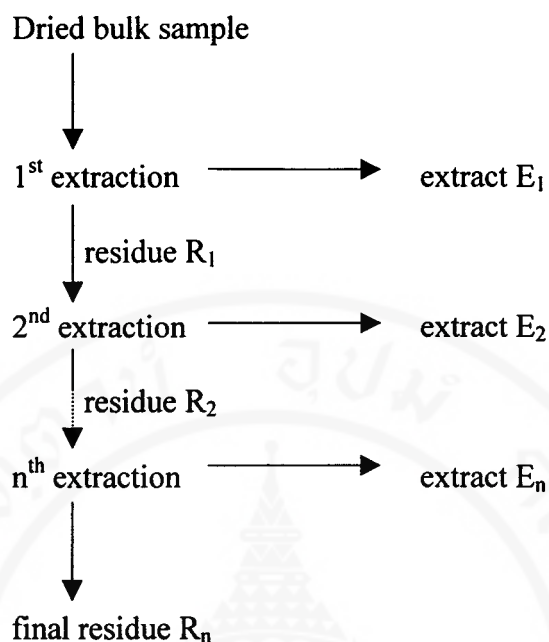 Dried bulk sample
1st extraction extract E1
residue R1
2nd extraction extract E2
residue R2
nth extraction extract En
final residue Rn